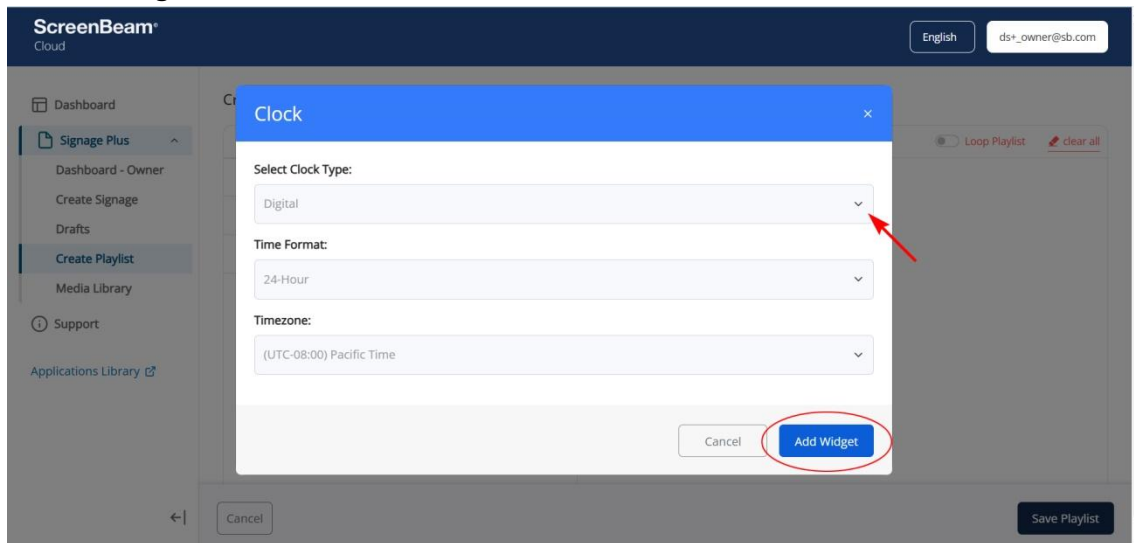 ScreenBeam®
Cloud
English
ds+_owner@sb.com
Dashboard
Signage Plus
Dashboard - Owner
Create Signage
Drafts
Create Playlist
Media Library
Support
Applications Library
Clock
Select Clock Type:
Digital
Time Format:
24-Hour
Timezone:
(UTC-08:00) Pacific Time
Cancel
Add Widget
Loop Playlist
clear all
Cancel
Save Playlist